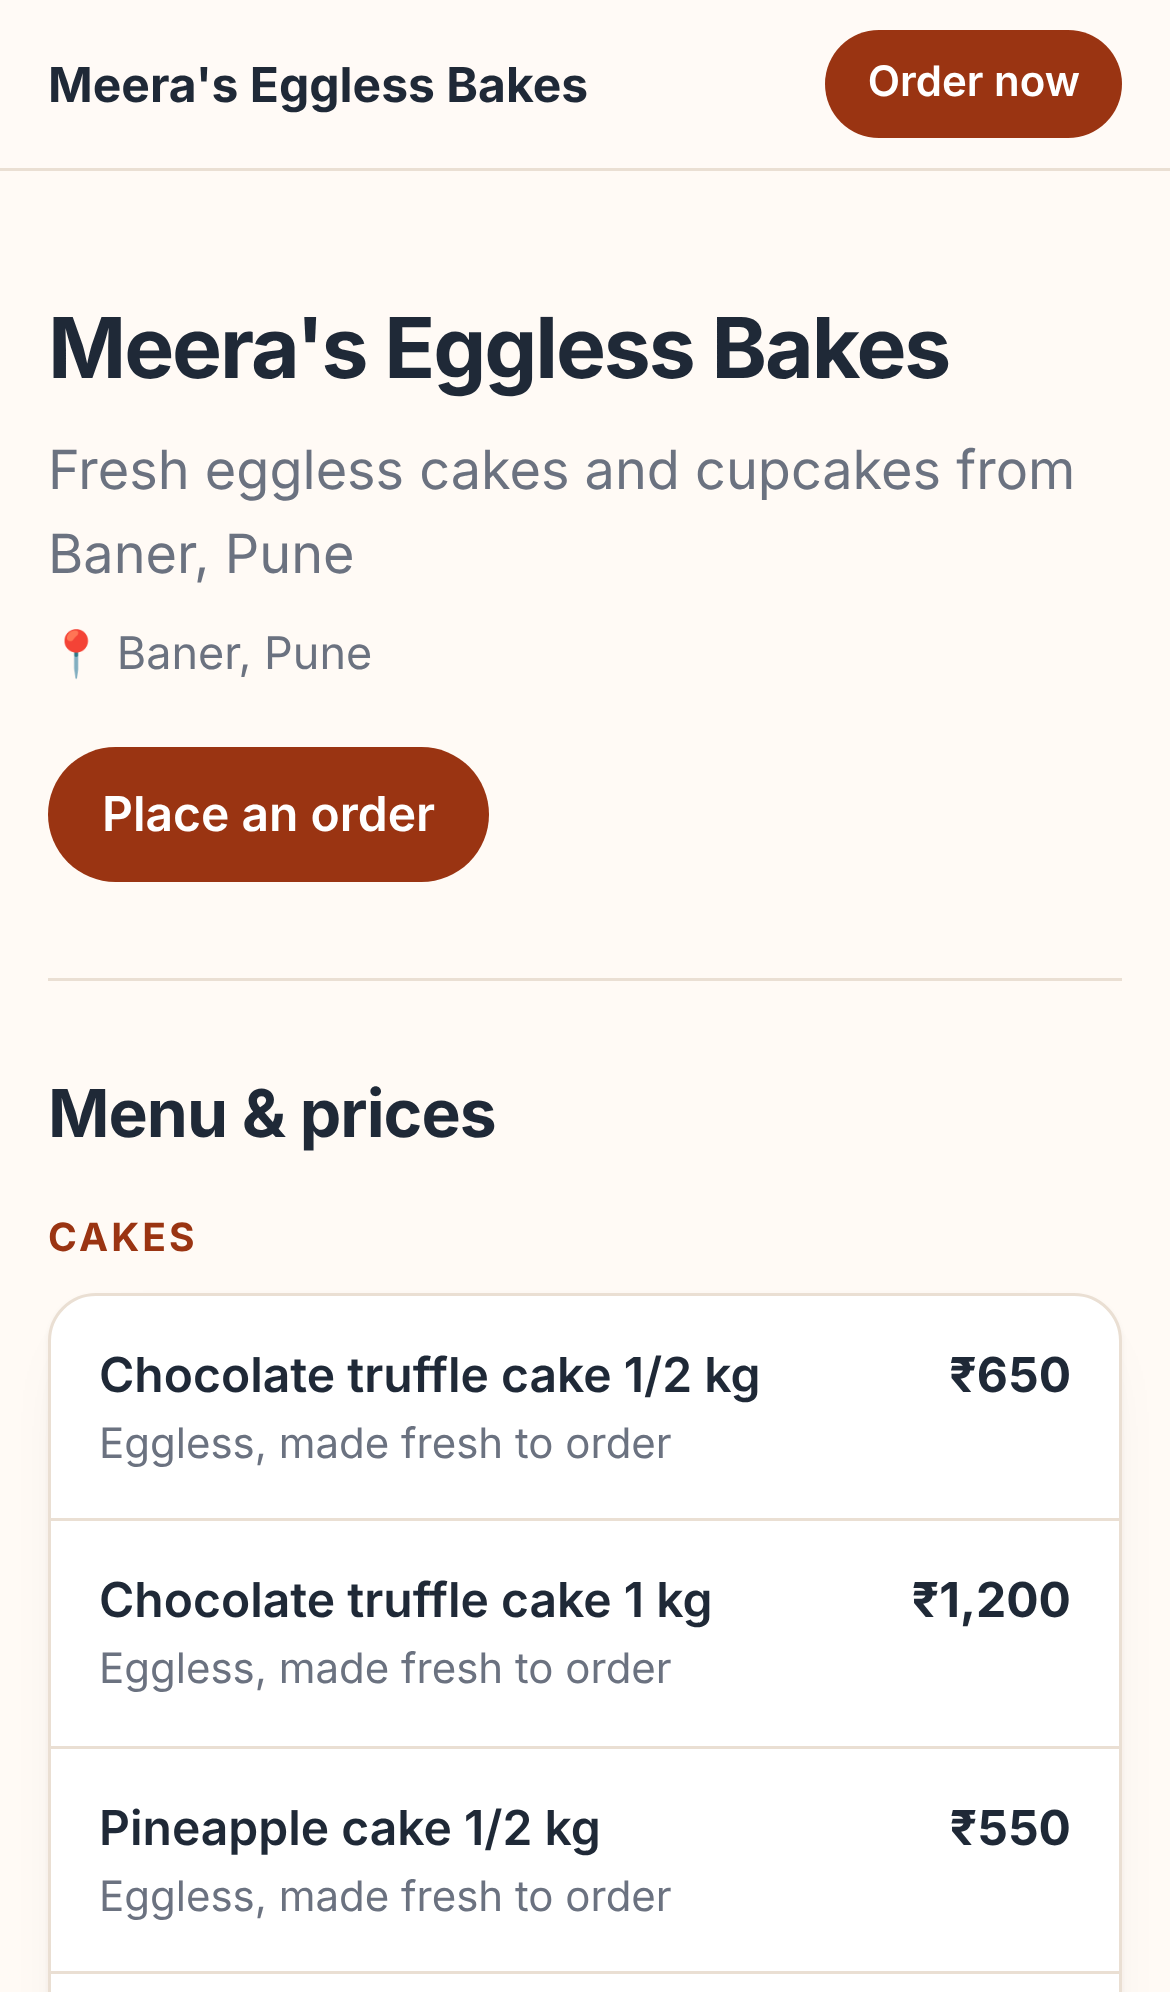 Meera's Eggless Bakes
Order now
Meera's Eggless Bakes
Fresh eggless cakes and cupcakes from
Baner, Pune
📍 Baner, Pune
Place an order
Menu & prices
CAKES
Chocolate truffle cake 1/2 kg
₹650
Eggless, made fresh to order
Chocolate truffle cake 1 kg
₹1,200
Eggless, made fresh to order
Pineapple cake 1/2 kg
₹550
Eggless, made fresh to order